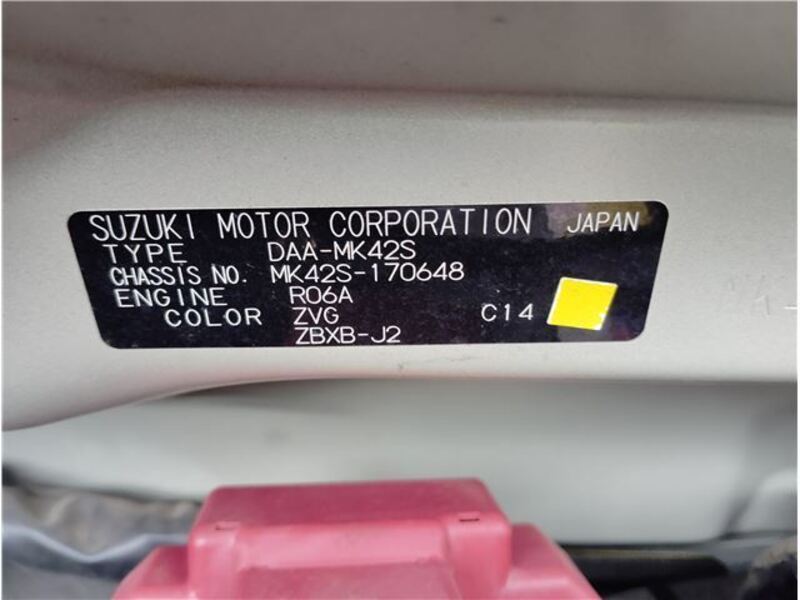 SUZUKI MOTOR CORPORATION JAPAN
TYPE DAA-MK42S
CHASSIS NO. MK42S-170648
ENGINE R06A
COLOR ZVG C14
ZBXB-J2